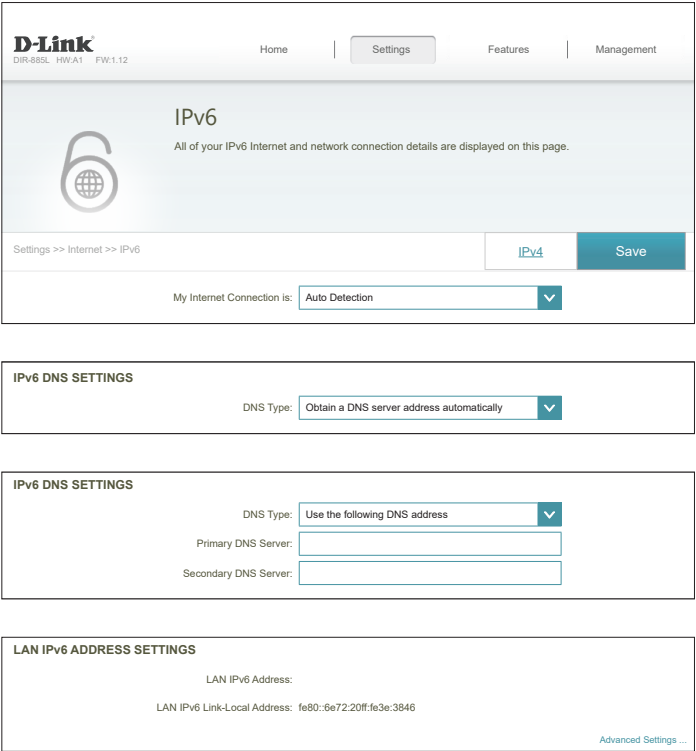 D-Link®
DIR-885L HW:A1 FW:1.12
Home
Settings
Features
Management
IPv6
All of your IPv6 Internet and network connection details are displayed on this page.
Settings >> Internet >> IPv6
IPv4
Save
My Internet Connection is: Auto Detection
IPv6 DNS SETTINGS
DNS Type: Obtain a DNS server address automatically
IPv6 DNS SETTINGS
DNS Type: Use the following DNS address
Primary DNS Server:
Secondary DNS Server:
LAN IPv6 ADDRESS SETTINGS
LAN IPv6 Address:
LAN IPv6 Link-Local Address: fe80::6e72:20ff:fe3e:3846
Advanced Settings ...